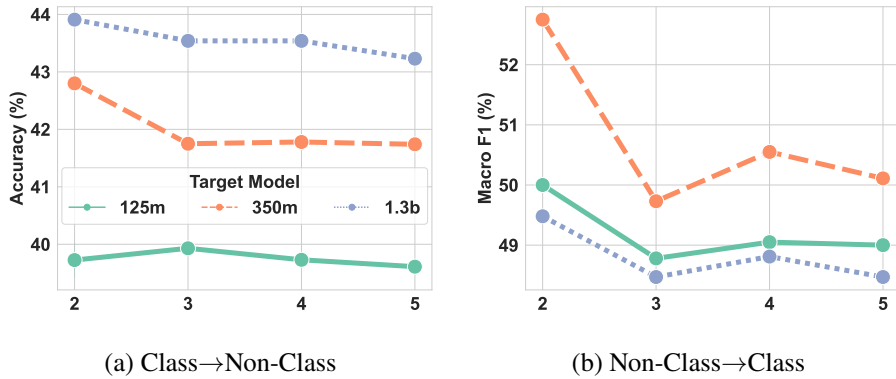 44
43
42
41
40
Accuracy (%)
Target Model
125m 350m 1.3b
2 3 4 5
(a) Class→Non-Class
52
51
50
49
Macro F1 (%)
2 3 4 5
(b) Non-Class→Class